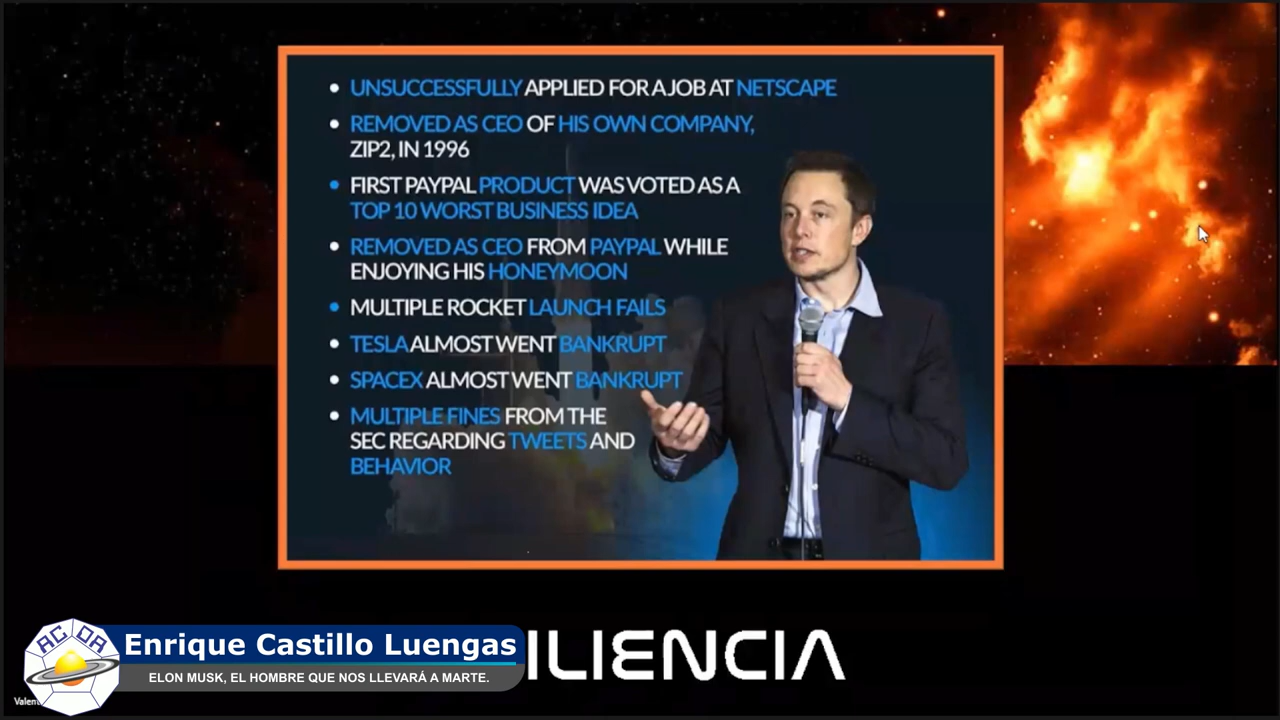 UNSUCCESSFULLY APPLIED FOR A JOB AT NETSCAPE
REMOVED AS CEO OF HIS OWN COMPANY,
ZIP2, IN 1996
FIRST PAYPAL PRODUCT WAS VOTED AS A
TOP 10 WORST BUSINESS IDEA
REMOVED AS CEO FROM PAYPAL WHILE
ENJOYING HIS HONEYMOON
MULTIPLE ROCKET LAUNCH FAILS
TESLA ALMOST WENT BANKRUPT
SPACEX ALMOST WENT BANKRUPT
MULTIPLE FINES FROM THE
SEC REGARDING TWEETS AND
BEHAVIOR
ILIENCIA
ACDA
Enrique Castillo Luengas
ELON MUSK, EL HOMBRE QUE NOS LLEVARÁ A MARTE.